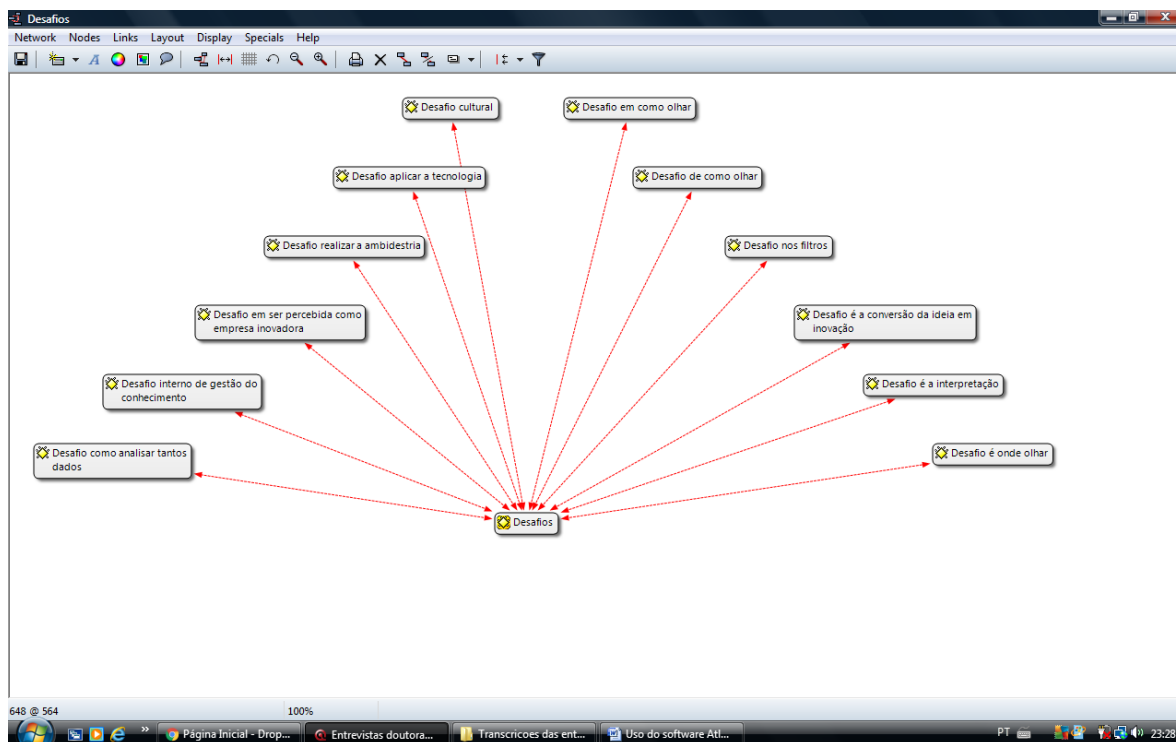 Desafios
Network Nodes Links Layout Display Specials Help
Desafio cultural
Desafio em como olhar
Desafio aplicar a tecnologia
Desafio de como olhar
Desafio realizar a ambidestria
Desafio nos filtros
Desafio em ser percebida como
empresa inovadora
Desafio é a conversão da ideia em
inovação
Desafio interno de gestão do
conhecimento
Desafio é a interpretação
Desafio como analisar tantos
dados
Desafio é onde olhar
Desafios
648 @ 564 100%
Página Inicial - Drop... Entrevistas doutora... Transcricoes das ent... Uso do software Atl... PT